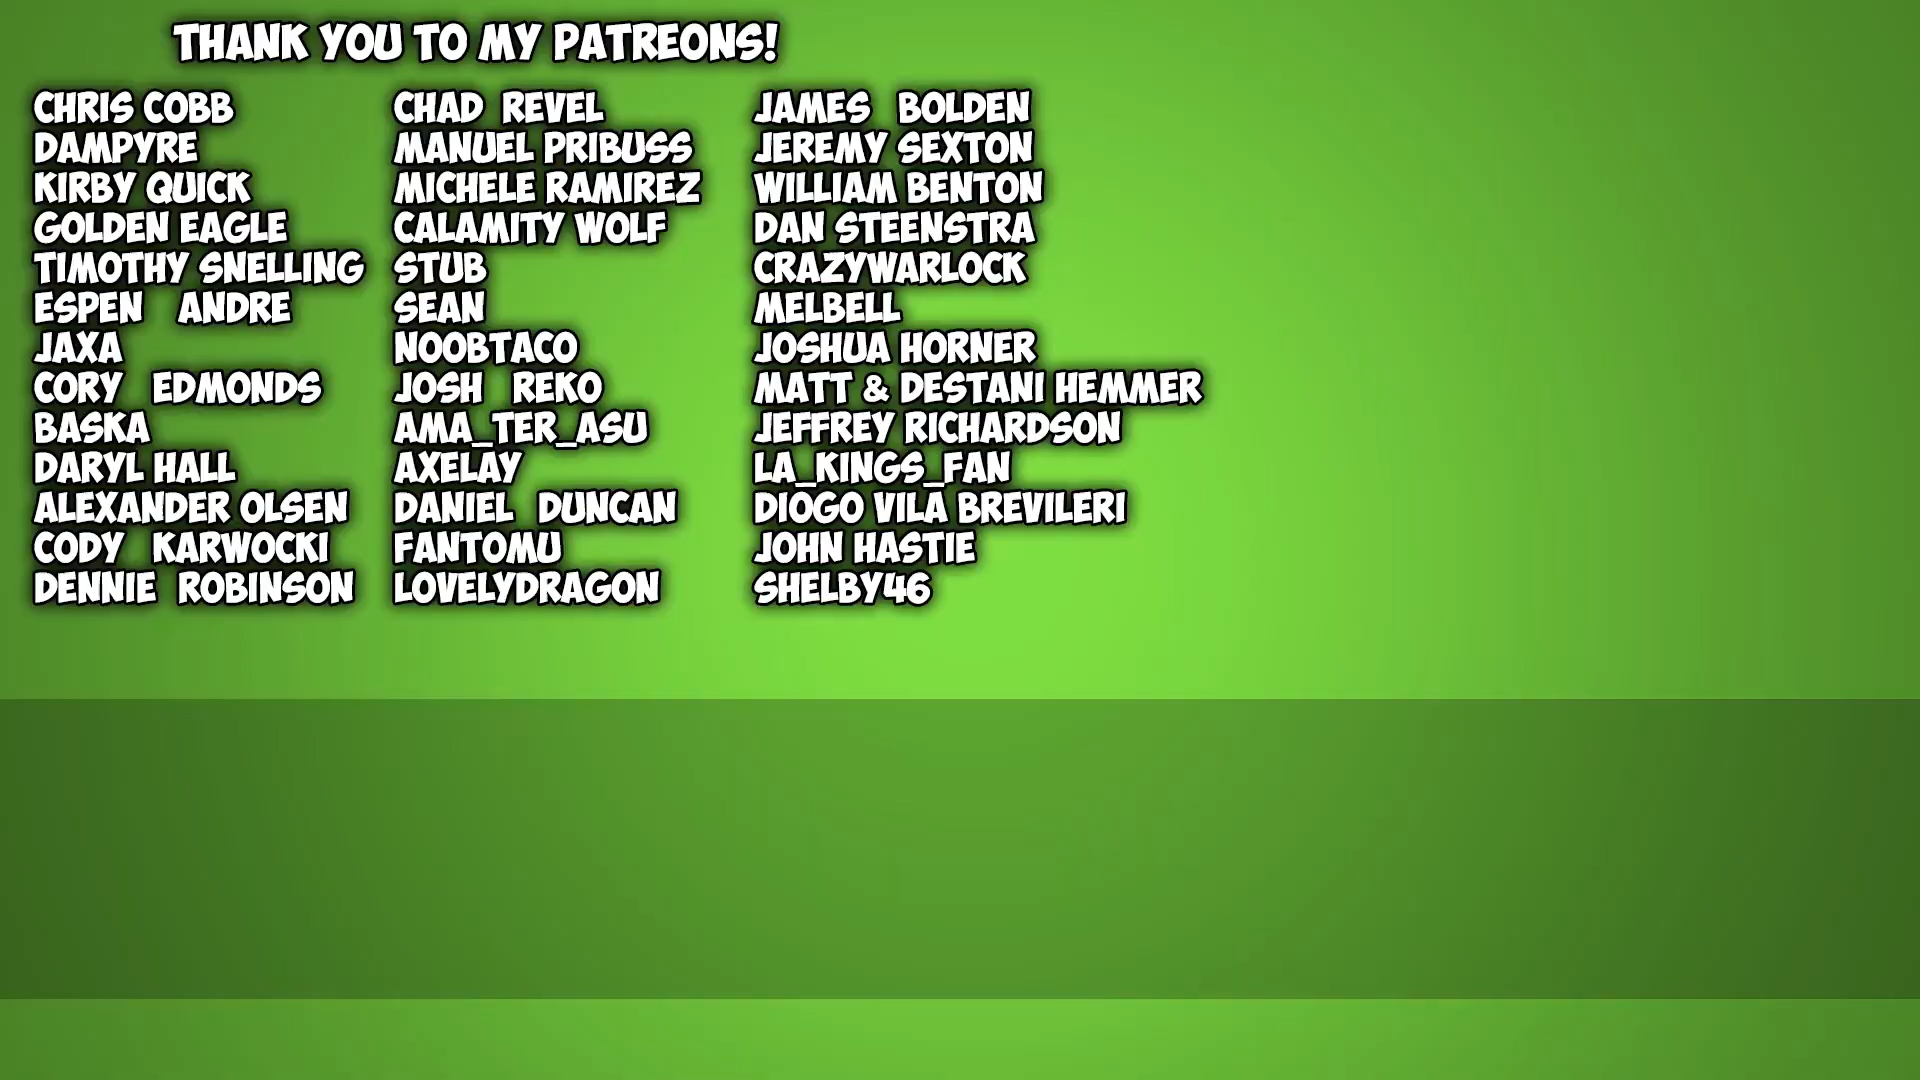 THANK YOU TO MY PATREONS!
CHRIS COBB
DAMPYRE
KIRBY QUICK
GOLDEN EAGLE
TIMOTHY SNELLING
ESPEN ANDRE
JAXA
CORY EDMONDS
BASKA
DARYL HALL
ALEXANDER OLSEN
CODY KARWOCKI
DENNIE ROBINSON
CHAD REVEL
MANUEL PRIBUSS
MICHELE RAMIREZ
CALAMITY WOLF
STUB
SEAN
NOOBTACO
JOSH REKO
AMA_TER_ASU
AXELAY
DANIEL DUNCAN
FANTOMU
LOVELYDRAGON
JAMES BOLDEN
JEREMY SEXTON
WILLIAM BENTON
DAN STEENSTRA
CRAZYWARLOCK
MELBELL
JOSHUA HORNER
MATT & DESTANI HEMMER
JEFFREY RICHARDSON
LA_KINGS_FAN
DIOGO VILA BREVILERI
JOHN HASTIE
SHELBY46